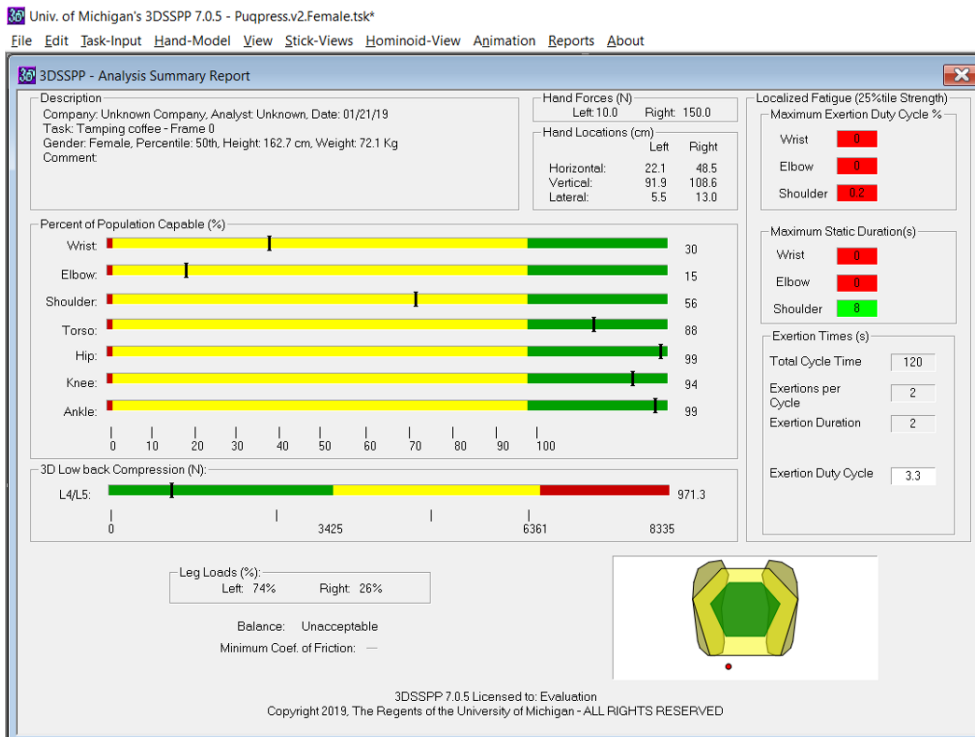 Univ. of Michigan's 3DSSPP 7.0.5 - Puqpress.v2.Female.tsk*
File Edit Task-Input Hand-Model View Stick-Views Hominoid-View Animation Reports About
3DSSPP - Analysis Summary Report
Description
Company: Unknown Company, Analyst: Unknown, Date: 01/21/19
Task: Tamping coffee - Frame 0
Gender: Female, Percentile: 50th, Height: 162.7 cm, Weight: 72.1 Kg
Comment:
Hand Forces (N)
Left: 10.0 Right: 150.0
Hand Locations (cm)
Left Right
Horizontal: 22.1 48.5
Vertical: 91.9 108.6
Lateral: 5.5 13.0
Localized Fatigue (25%tile Strength)
Maximum Exertion Duty Cycle %
Wrist 0
Elbow 0
Shoulder 0.2
Maximum Static Duration(s)
Wrist 0
Elbow 0
Shoulder 8
Exertion Times (s)
Total Cycle Time 120
Exertions per
Cycle 2
Exertion Duration 2
Exertion Duty Cycle 3.3
Percent of Population Capable (%)
Wrist: 30
Elbow: 15
Shoulder: 56
Torso: 88
Hip: 99
Knee: 94
Ankle: 99
0 10 20 30 40 50 60 70 80 90 100
3D Low back Compression (N):
L4/L5: 971.3
0 3425 6361 8335
Leg Loads (%):
Left: 74% Right: 26%
Balance: Unacceptable
Minimum Coef. of Friction: —
3DSSPP 7.0.5 Licensed to: Evaluation
Copyright 2019, The Regents of the University of Michigan - ALL RIGHTS RESERVED